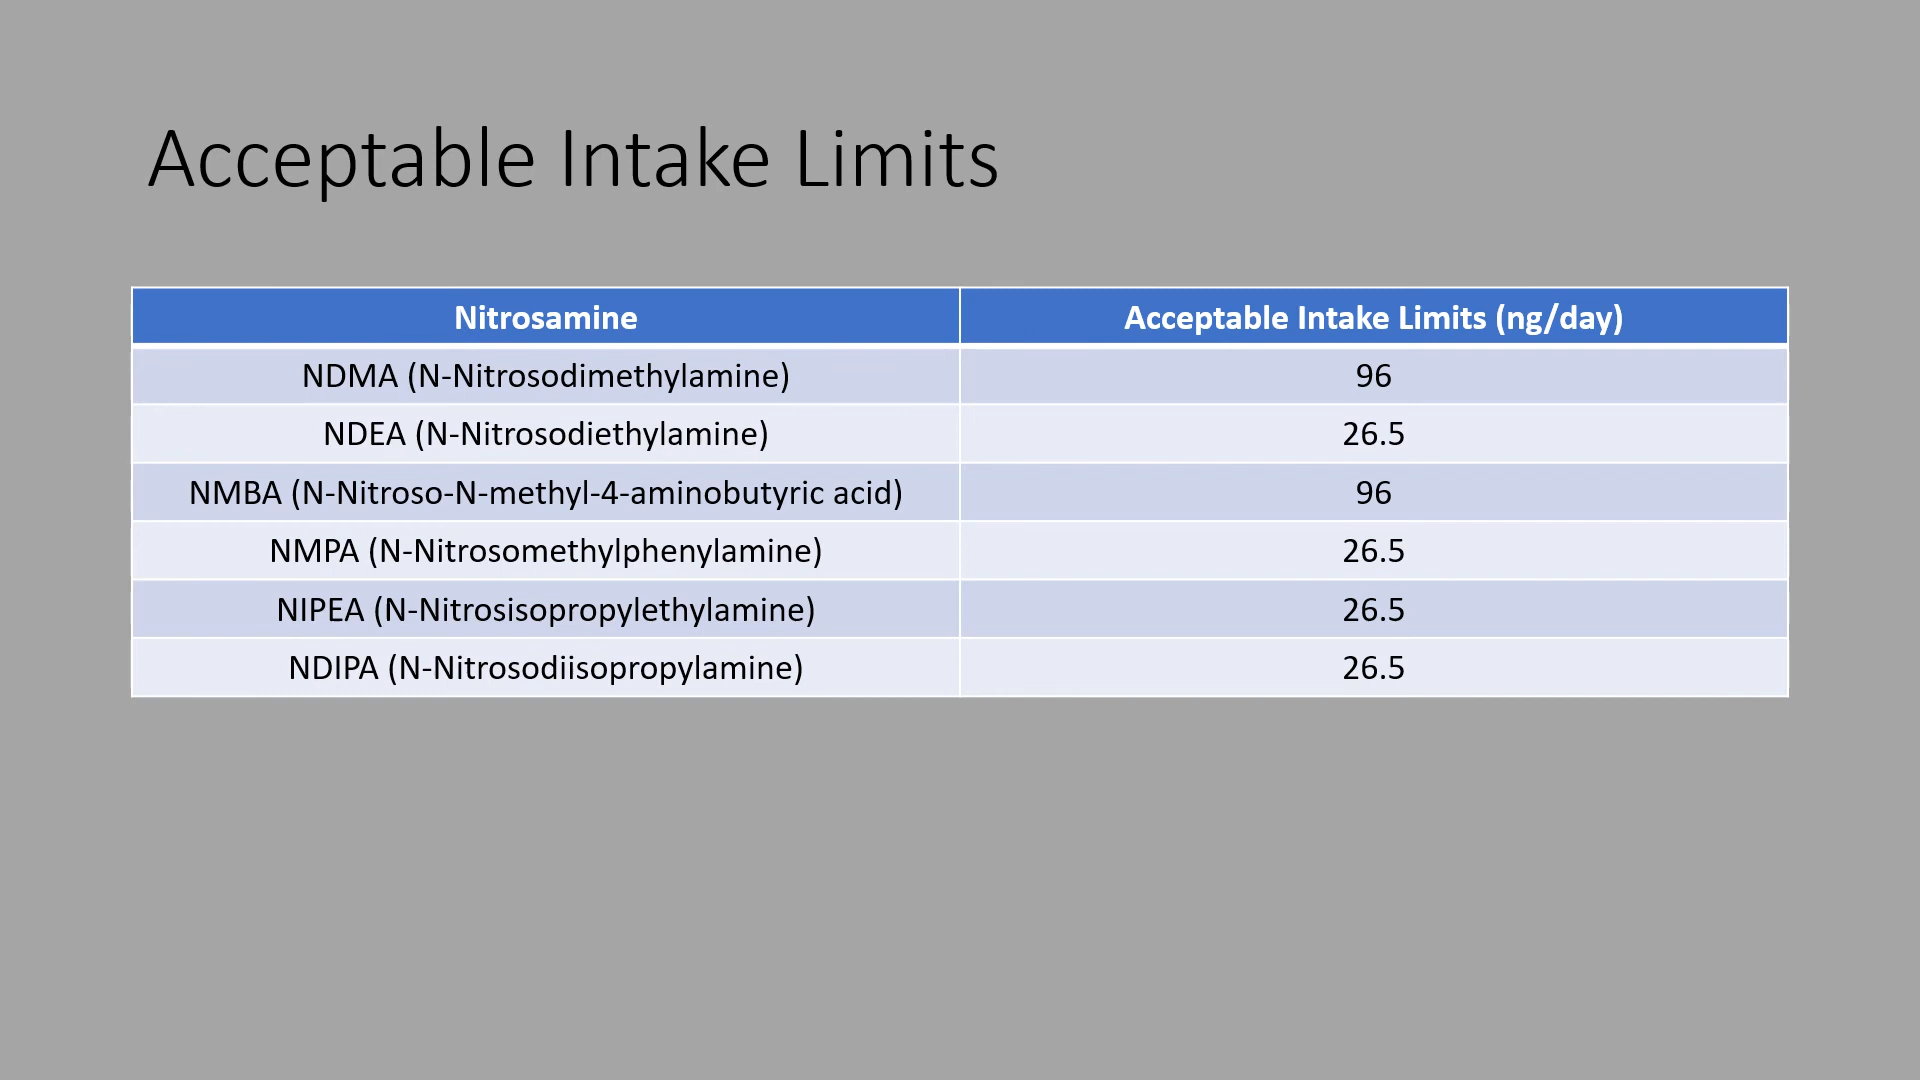 Acceptable Intake Limits
Nitrosamine Acceptable Intake Limits (ng/day)
NDMA (N-Nitrosodimethylamine) 96
NDEA (N-Nitrosodiethylamine) 26.5
NMBA (N-Nitroso-N-methyl-4-aminobutyric acid) 96
NMPA (N-Nitrosomethylphenylamine) 26.5
NIPEA (N-Nitrosisopropylethylamine) 26.5
NDIPA (N-Nitrosodiisopropylamine) 26.5